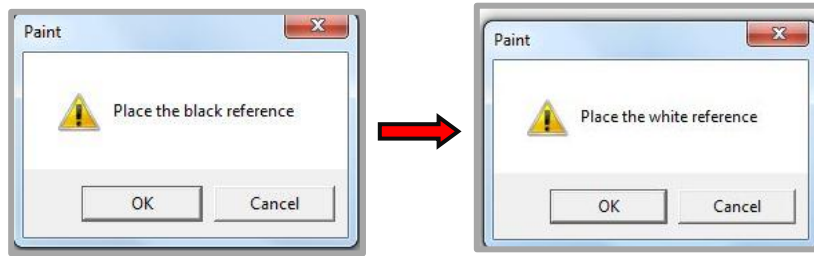 Paint
Place the black reference
OK Cancel
Paint
Place the white reference
OK Cancel